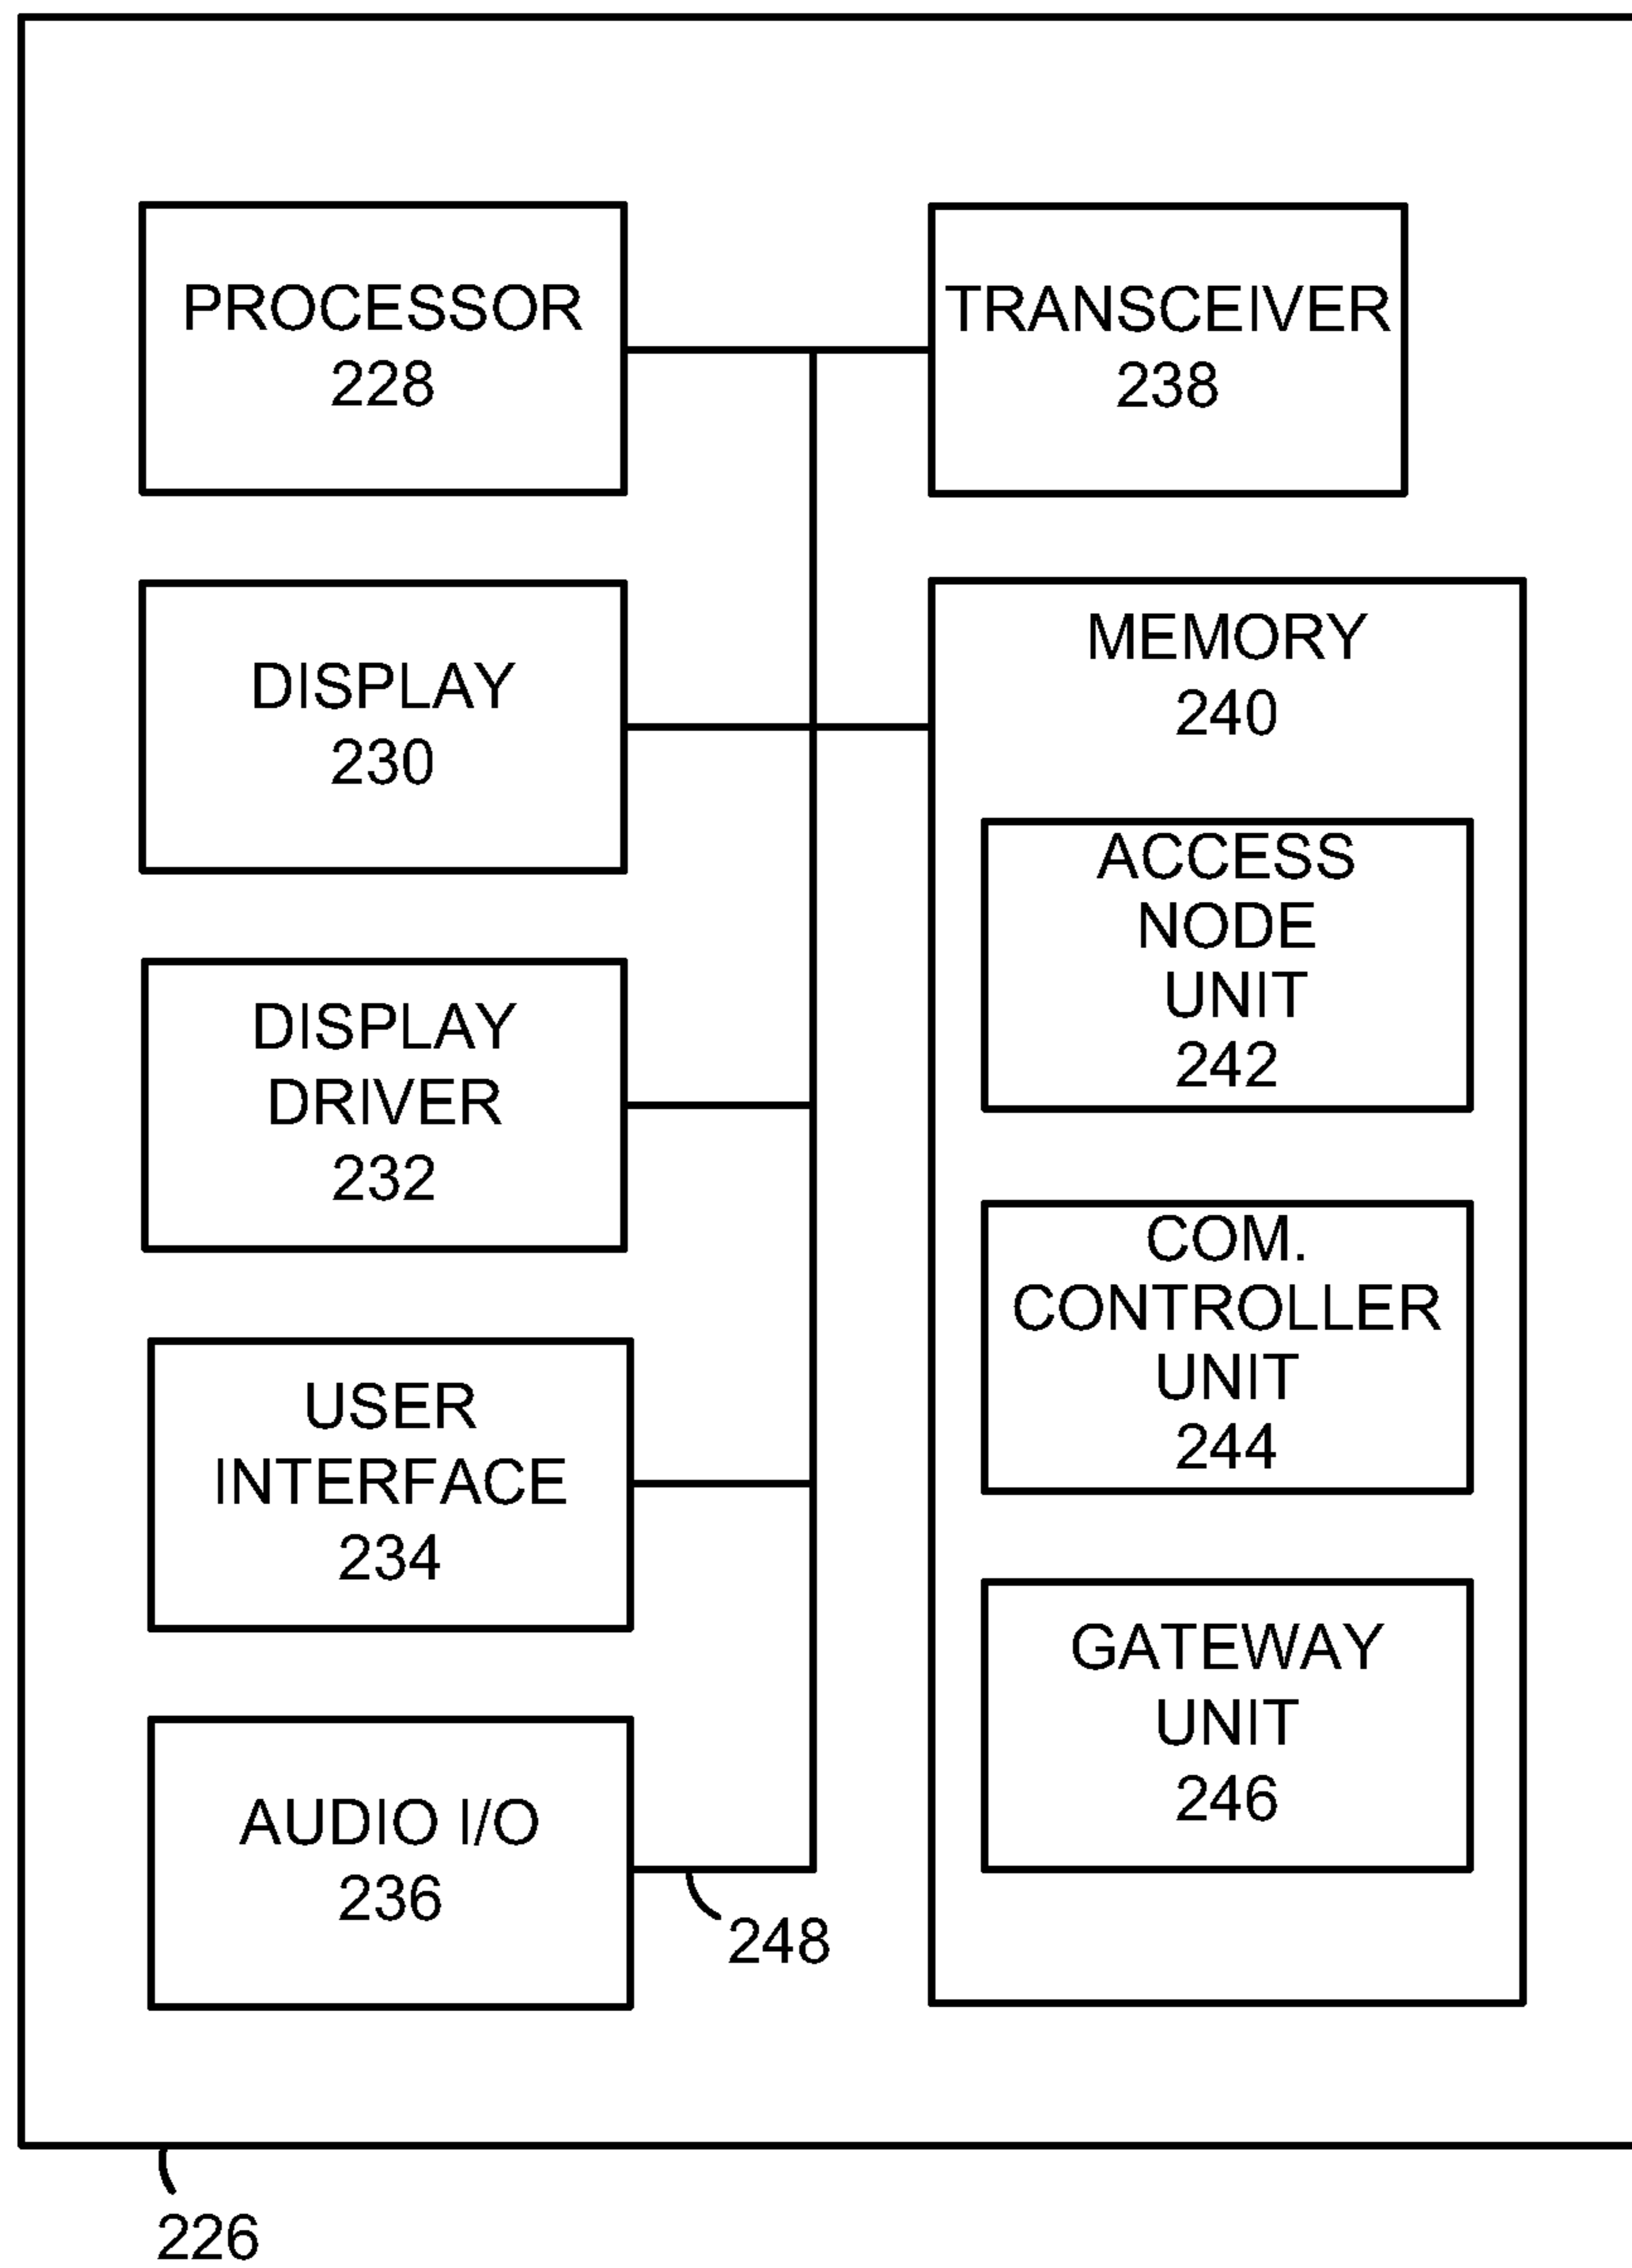 PROCESSOR
228
TRANSCEIVER
238
DISPLAY
230
MEMORY
240
ACCESS
NODE
UNIT
242
DISPLAY
DRIVER
232
COM.
CONTROLLER
UNIT
244
USER
INTERFACE
234
GATEWAY
UNIT
246
AUDIO I/O
236
248
226